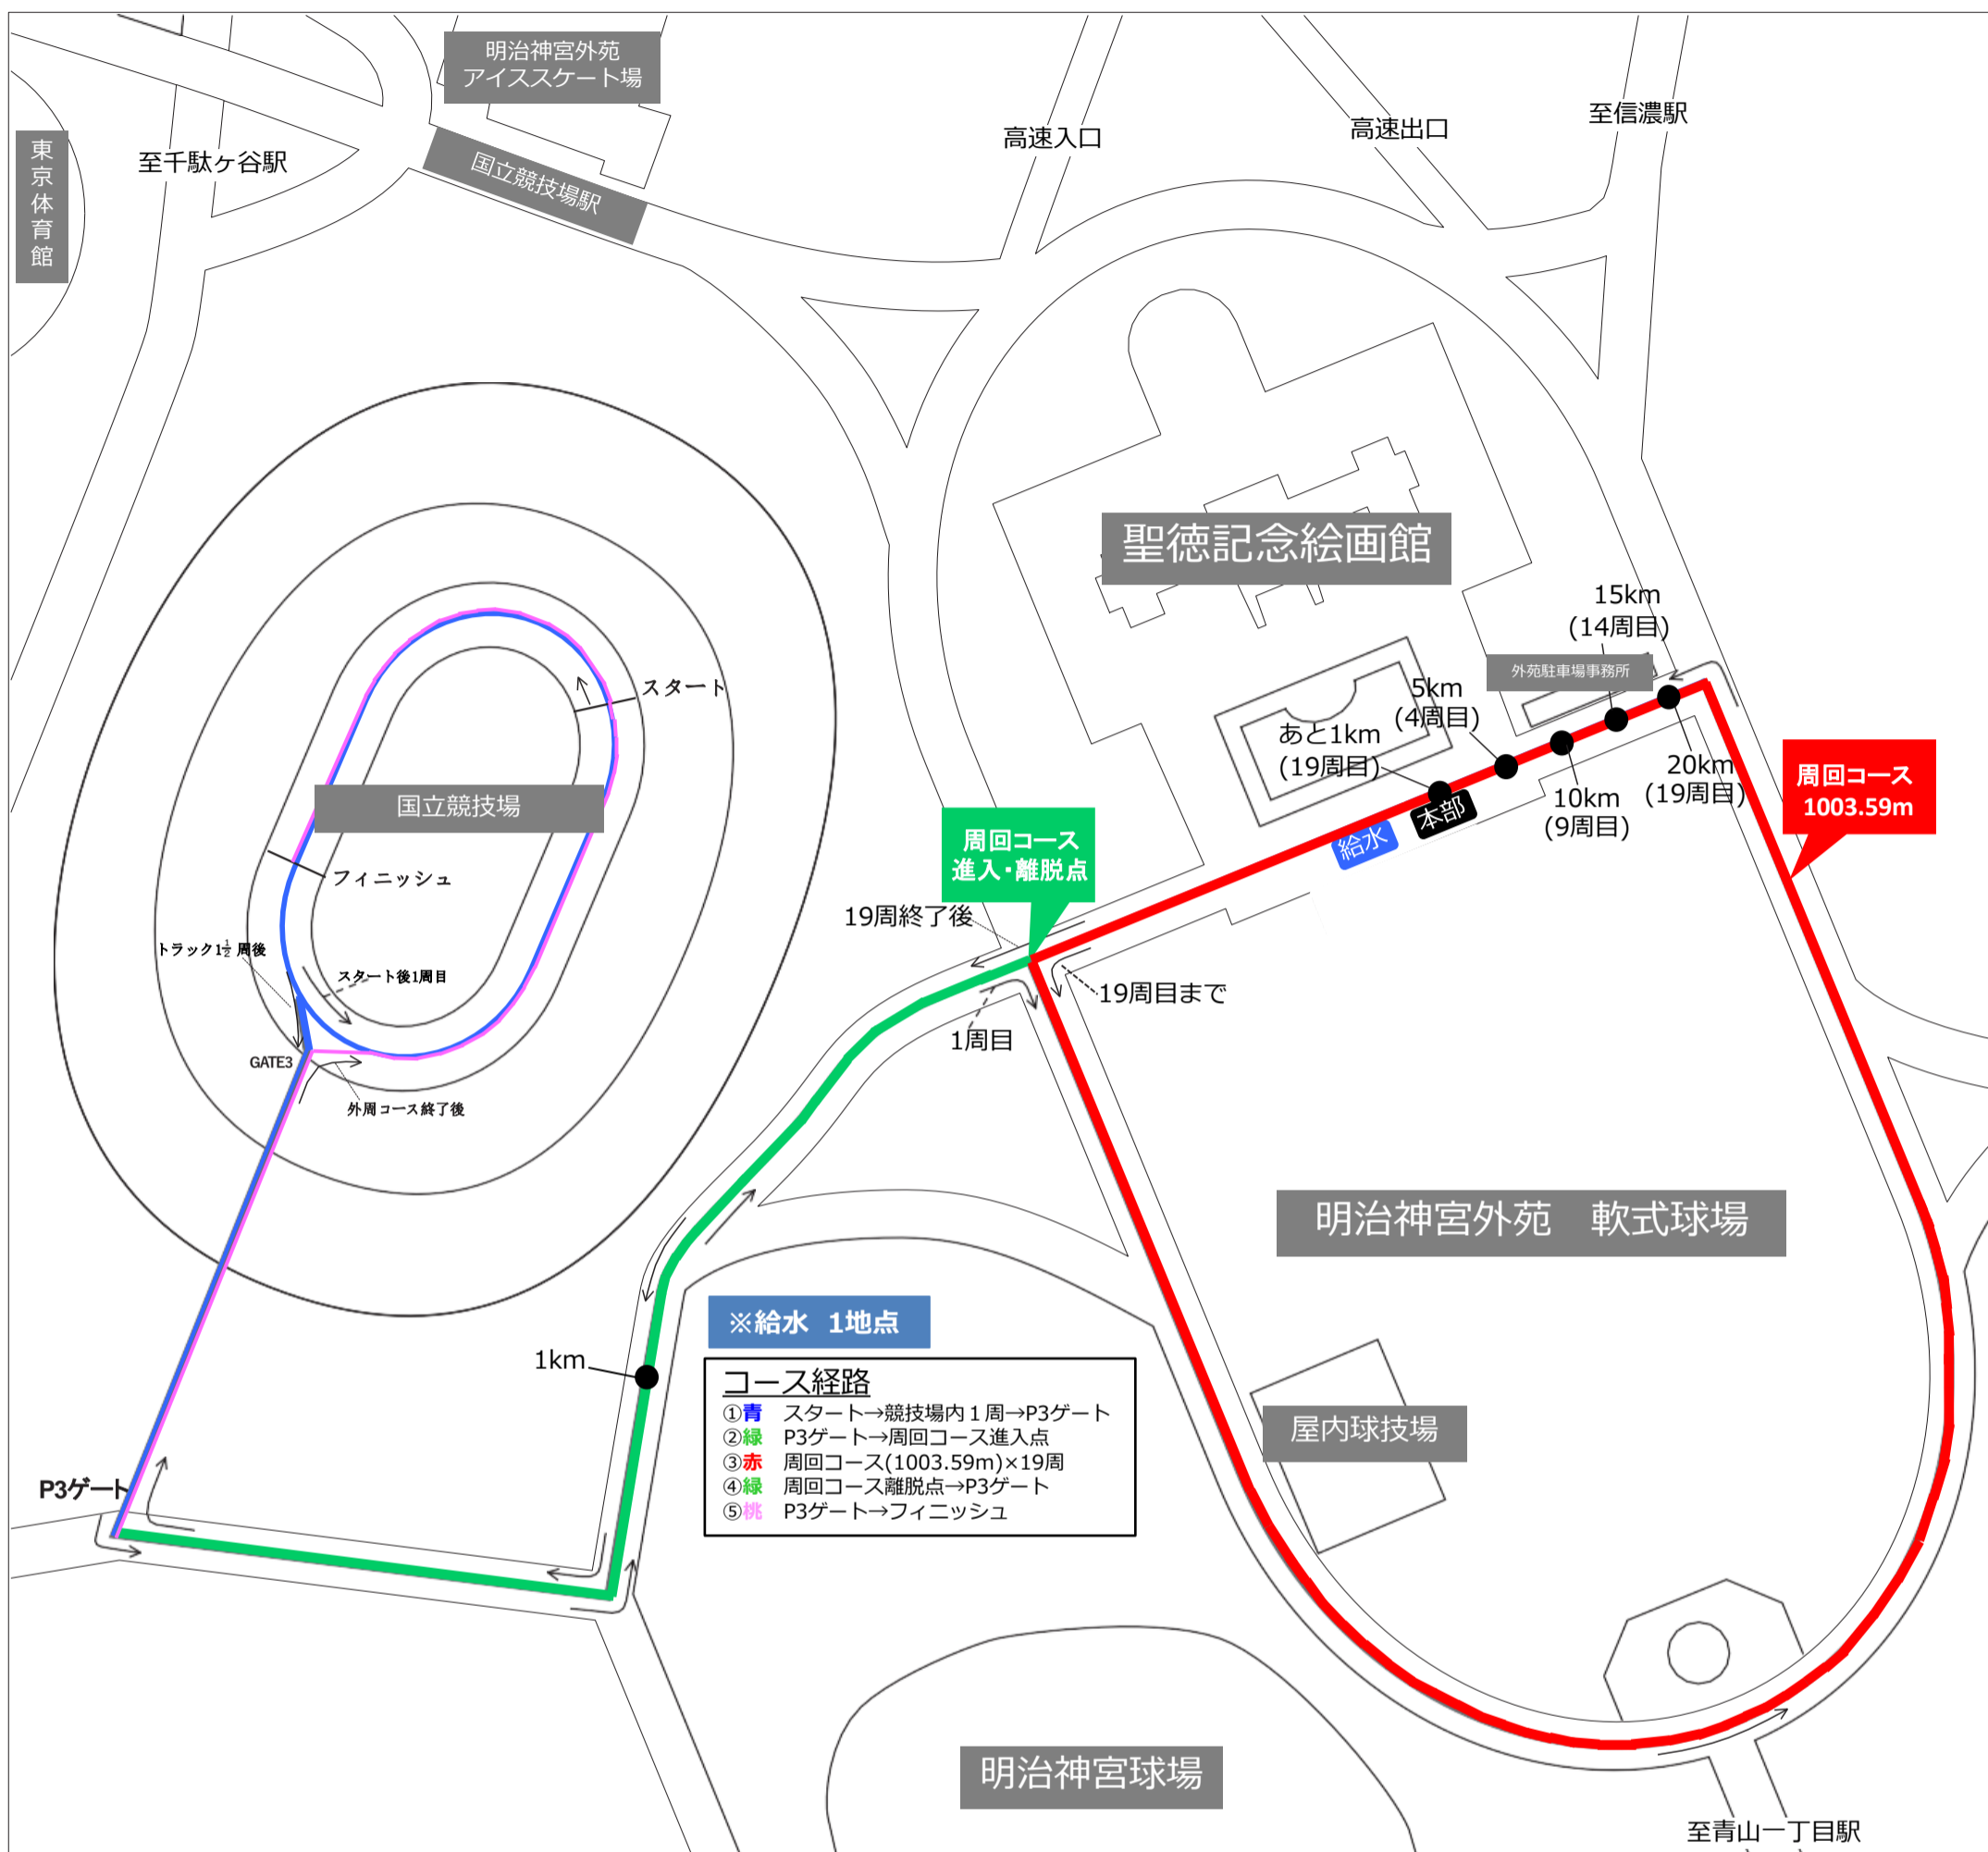 明治神宮外苑
アイススケート場
東京体育館
至千駄ヶ谷駅
国立競技場駅
高速入口
高速出口
至信濃駅
聖徳記念絵画館
15km
(14周目)
外苑駐車場事務所
5km
(4周目)
あと1km
(19周目)
20km
(19周目)
10km
(9周目)
本部
給水
周回コース
1003.59m
スタート
国立競技場
フィニッシュ
周回コース
進入・離脱点
19周終了後
19周目まで
1周目
トラック1½周後
スタート後1周目
GATE3
外周コース終了後
明治神宮外苑　軟式球場
※給水 1地点
1km
コース経路
①青 スタート→競技場内1周→P3ゲート
②緑 P3ゲート→周回コース進入点
③赤 周回コース(1003.59m)×19周
④緑 周回コース離脱点→P3ゲート
⑤桃 P3ゲート→フィニッシュ
屋内球技場
P3ゲート
明治神宮球場
至青山一丁目駅